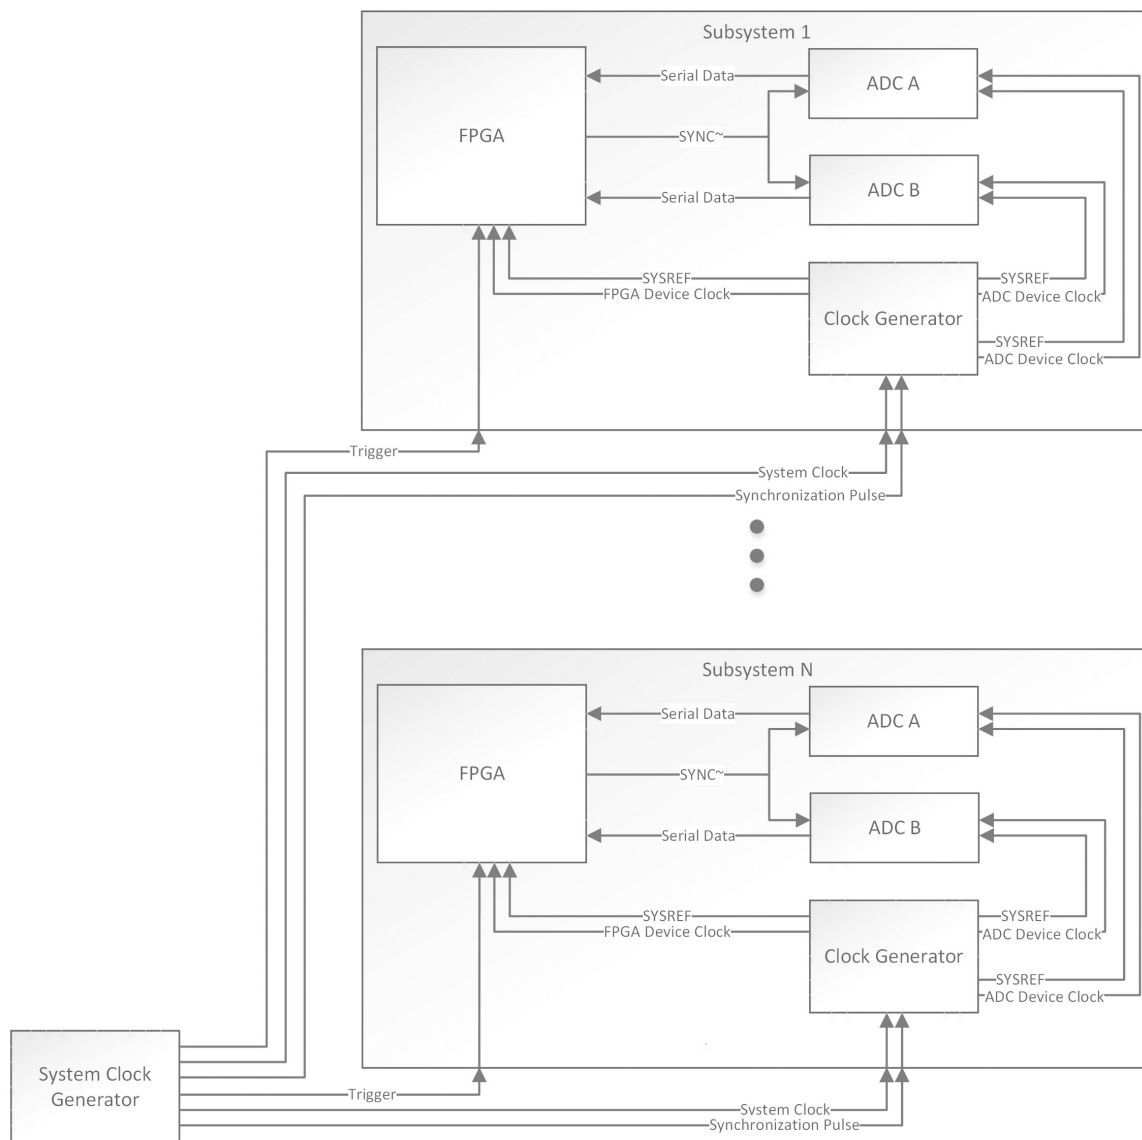 Subsystem 1
Serial Data
ADC A
FPGA
SYNC~
ADC B
Serial Data
SYSREF
FPGA Device Clock
SYSREF
ADC Device Clock
Clock Generator
SYSREF
ADC Device Clock
Trigger
System Clock
Synchronization Pulse
Subsystem N
Serial Data
ADC A
FPGA
SYNC~
ADC B
Serial Data
SYSREF
FPGA Device Clock
SYSREF
ADC Device Clock
Clock Generator
SYSREF
ADC Device Clock
System Clock
Generator
Trigger
System Clock
Synchronization Pulse